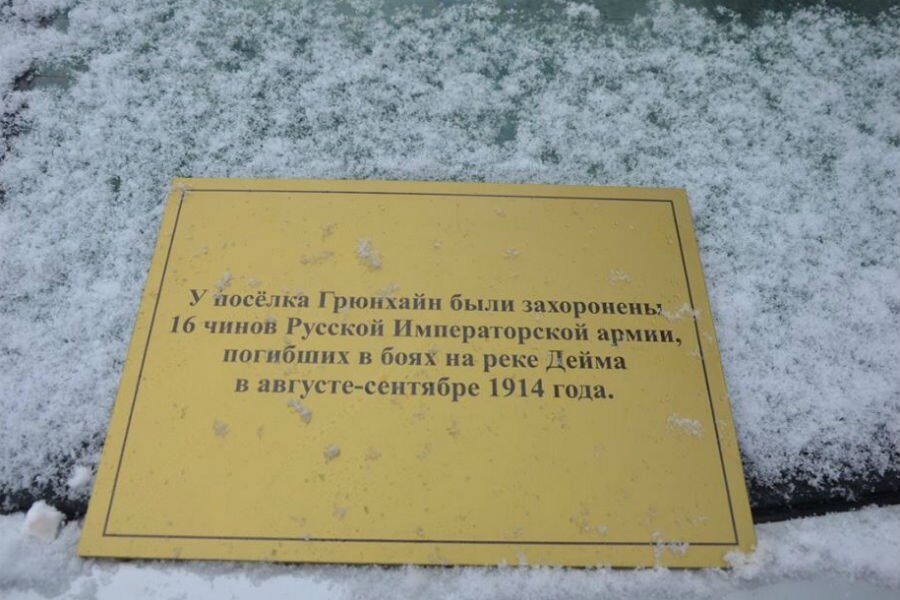 У посёлка Грюнхайн были захоронены
16 чинов Русской Императорской армии,
погибших в боях на реке Дейма
в августе-сентябре 1914 года.